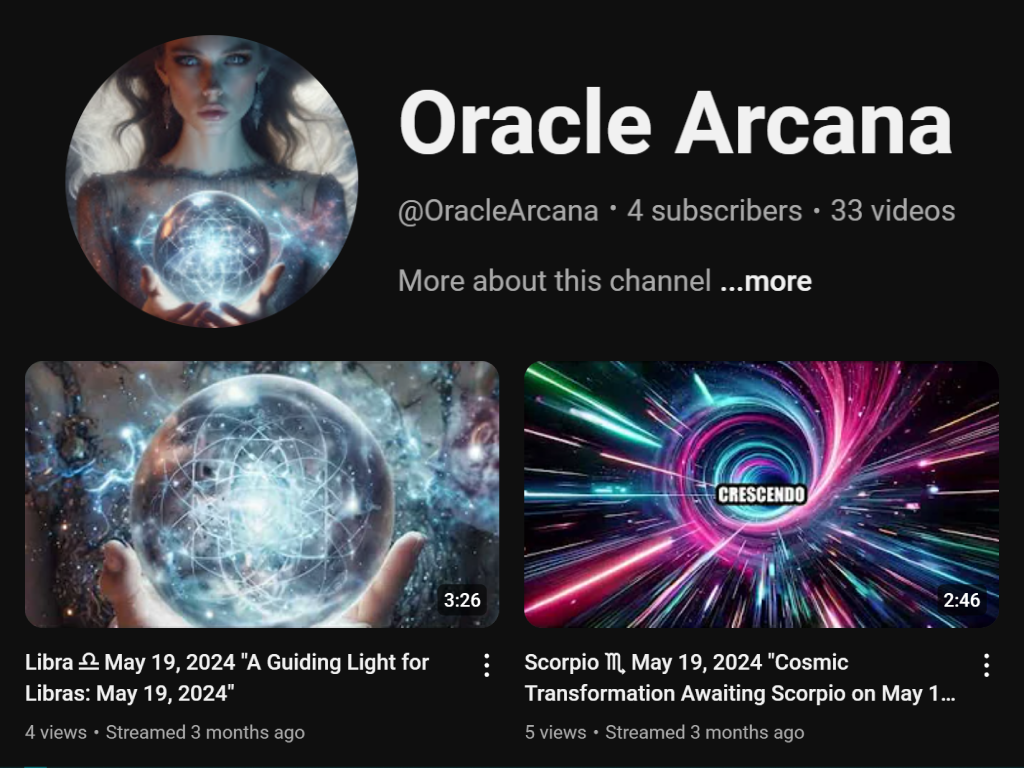 Oracle Arcana
@OracleArcana • 4 subscribers • 33 videos
More about this channel ...more
3:26
CRESCENDO
2:46
Libra ♎ May 19, 2024 "A Guiding Light for
Libras: May 19, 2024"
4 views • Streamed 3 months ago
Scorpio ♏ May 19, 2024 "Cosmic
Transformation Awaiting Scorpio on May 1...
5 views • Streamed 3 months ago